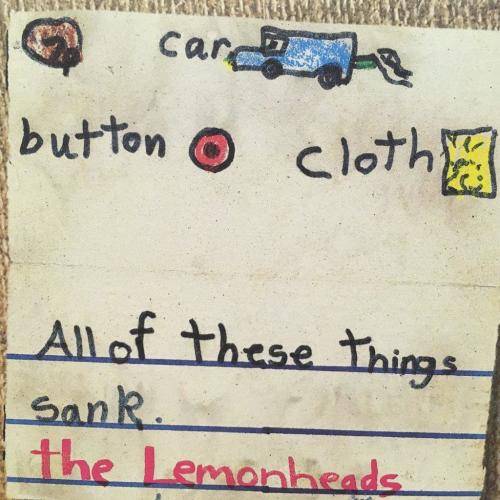 car
button cloth
All of these things
sank.
the Lemonheads